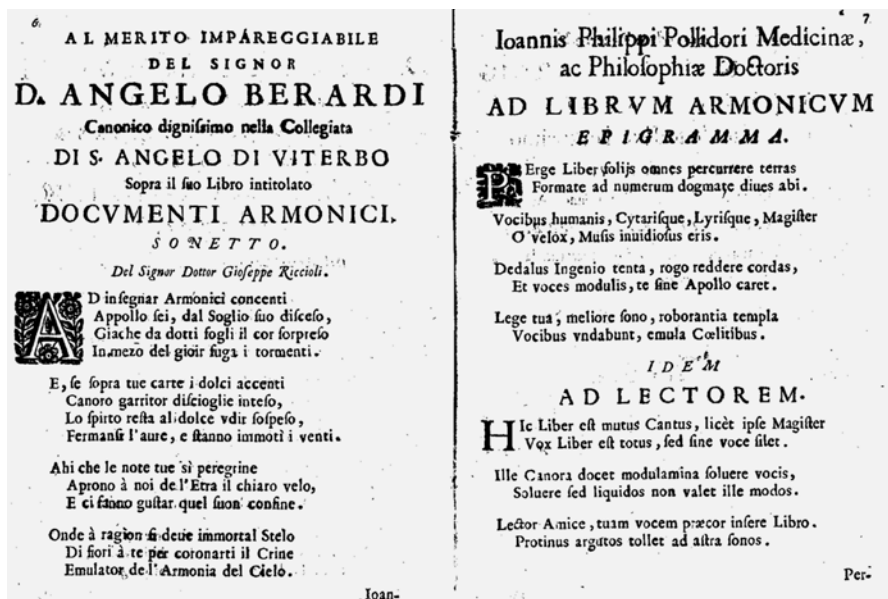 6.
AL MERITO IMPAREGGIABILE
DEL SIGNOR
D. ANGELO BERARDI
Canonico digniſsimo nella Collegiata
DI S. ANGELO DI VITERBO
Sopra il ſuo Libro intitolato
DOCVMENTI ARMONICI.
SONETTO.
Del Signor Dottor Gioſeppe Riccioli.
AD inſegnar Armonici concenti
Appollo ſei, dal Soglio ſuo diſceſo,
Giache da dotti fogli il cor ſorpreſo
In mezo del gioir fuga i tormenti.
E, ſe ſopra tue carte i dolci accenti
Canoro garritor diſcioglie inteſo,
Lo ſpirto reſta al dolce vdir ſoſpeſo,
Fermanſi l'aure, e ſtanno immoti i venti.
Ahi che le note tue sì peregrine
Aprono à noi de l'Etra il chiaro velo,
E ci fanno guſtar quel ſuon confine.
Onde à ragion ſi deue immortal Stelo
Di fiori à te per coronarti il Crine
Emulator de l'Armonia del Cielo.
Ioan-
7.
Ioannis Philippi Pollidori Medicinæ,
ac Philoſophiæ Doctoris
AD LIBRVM ARMONICVM
EPIGRAMMA.
PErge Liber folijs omnes percurrere terras
Formate ad numerum dogmate diues abi.
Vocibus humanis, Cytariſque, Lyriſque, Magiſter
O velox, Muſis inuidioſus eris.
Dedalus Ingenio tenta, rogo reddere cordas,
Et voces modulis, te ſine Apollo caret.
Lege tua, meliore ſono, roborantia templa
Vocibus vndabunt, emula Cœlitibus.
IDEM
AD LECTOREM.
HIc Liber eſt mutus Cantus, licèt ipſe Magiſter
Vox Liber eſt totus, ſed ſine voce ſilet.
Ille Canora docet modulamina ſoluere vocis,
Soluere ſed liquidos non valet ille modos.
Lector Amice, tuam vocem præcor inſere Libro.
Protinus argutos tollet ad aſtra ſonos.
Per-